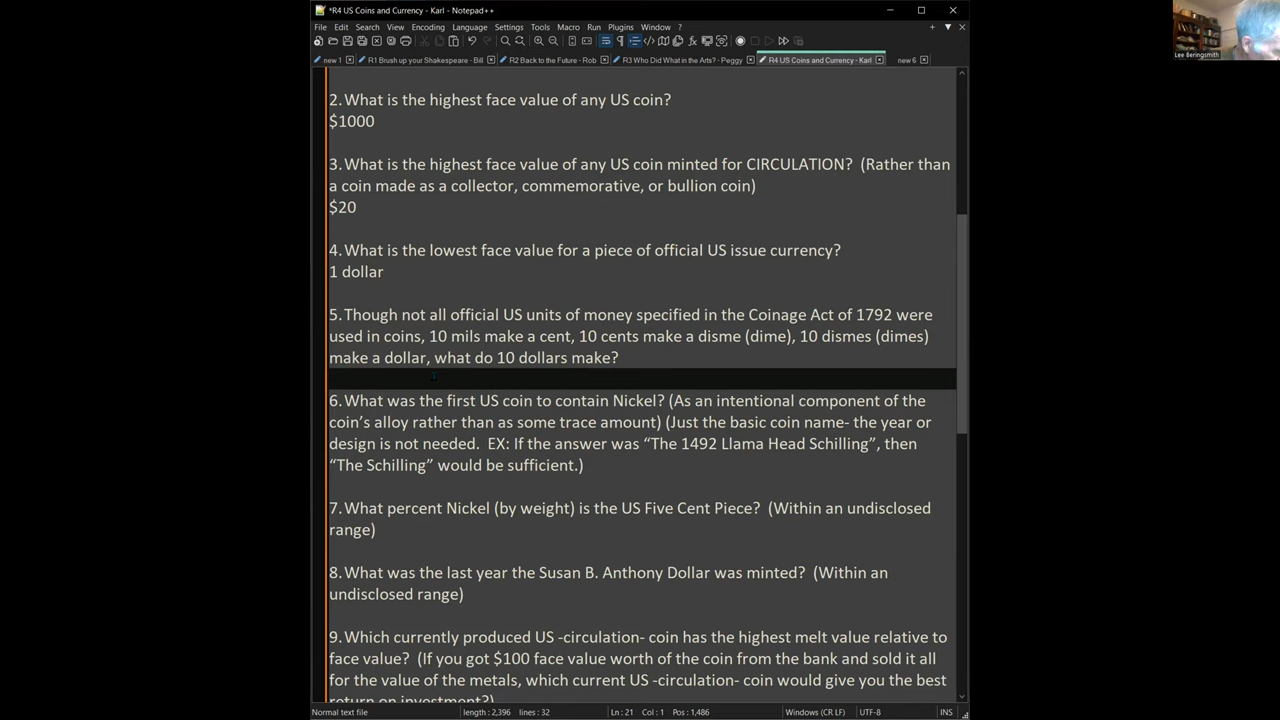 *R4 US Coins and Currency - Karl - Notepad++
File Edit Search View Encoding Language Settings Tools Macro Run Plugins Window ?
new 1 R1 Brush up your Shakespeare - Bill R2 Back to the Future - Rob R3 Who Did What in the Arts? - Peggy R4 US Coins and Currency - Karl new 6
2. What is the highest face value of any US coin?
$1000
3. What is the highest face value of any US coin minted for CIRCULATION?  (Rather than
a coin made as a collector, commemorative, or bullion coin)
$20
4. What is the lowest face value for a piece of official US issue currency?
1 dollar
5. Though not all official US units of money specified in the Coinage Act of 1792 were
used in coins, 10 mils make a cent, 10 cents make a disme (dime), 10 dismes (dimes)
make a dollar, what do 10 dollars make?
6. What was the first US coin to contain Nickel? (As an intentional component of the
coin’s alloy rather than as some trace amount) (Just the basic coin name- the year or
design is not needed.  EX: If the answer was “The 1492 Llama Head Schilling”, then
“The Schilling” would be sufficient.)
7. What percent Nickel (by weight) is the US Five Cent Piece?  (Within an undisclosed
range)
8. What was the last year the Susan B. Anthony Dollar was minted?  (Within an
undisclosed range)
9. Which currently produced US -circulation- coin has the highest melt value relative to
face value?  (If you got $100 face value worth of the coin from the bank and sold it all
for the value of the metals, which current US -circulation- coin would give you the best
return on investment?)
Normal text file length : 2,396 lines : 32 Ln : 21 Col : 1 Pos : 1,486 Windows (CR LF) UTF-8 INS
Lee Beringsmith